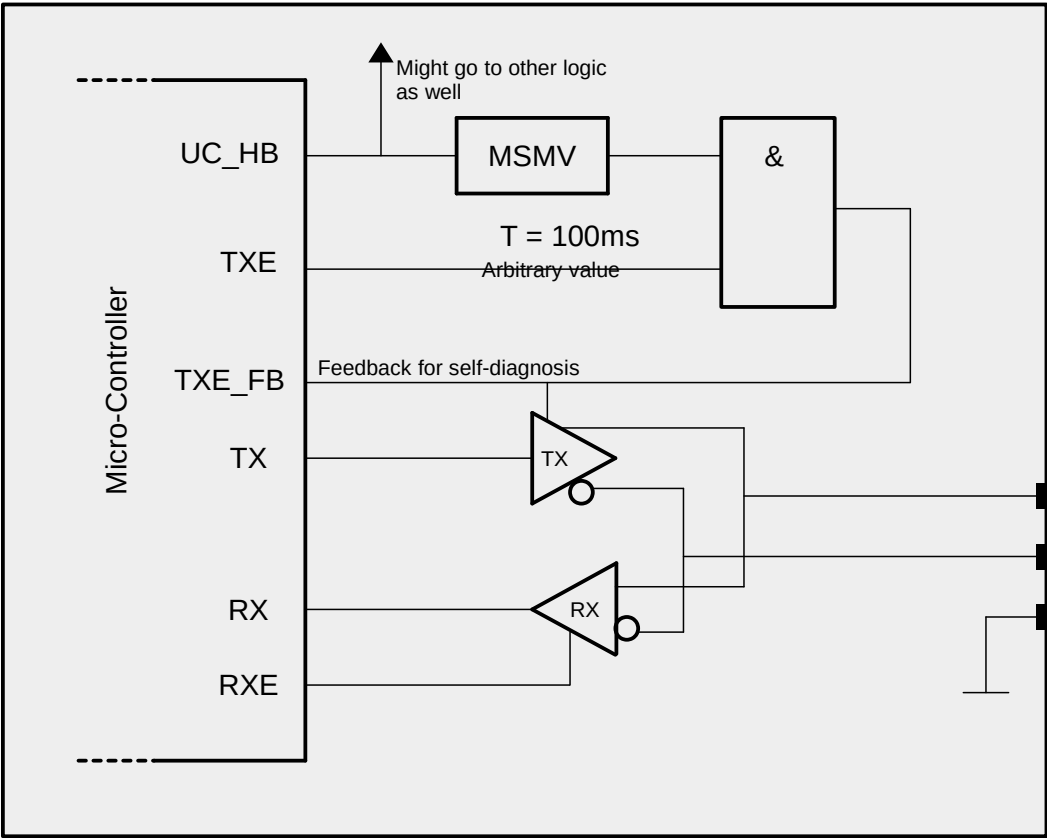 Might go to other logic
as well
UC_HB
MSMV
&
T = 100ms
TXE
Arbitrary value
Micro-Controller
Feedback for self-diagnosis
TXE_FB
TX
TX
RX
RX
RXE